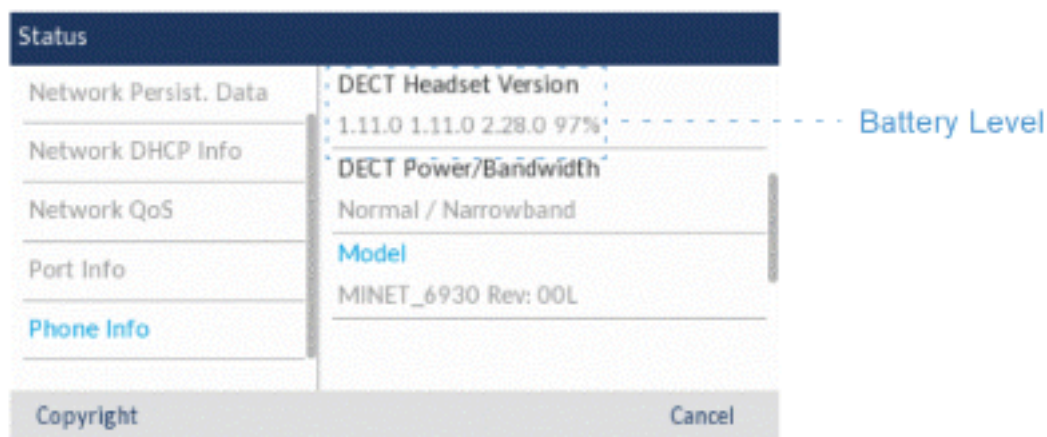 Status
Network Persist. Data
Network DHCP Info
Network QoS
Port Info
Phone Info
DECT Headset Version
1.11.0 1.11.0 2.28.0 97%
Battery Level
DECT Power/Bandwidth
Normal / Narrowband
Model
MINET_6930 Rev: 00L
Copyright
Cancel